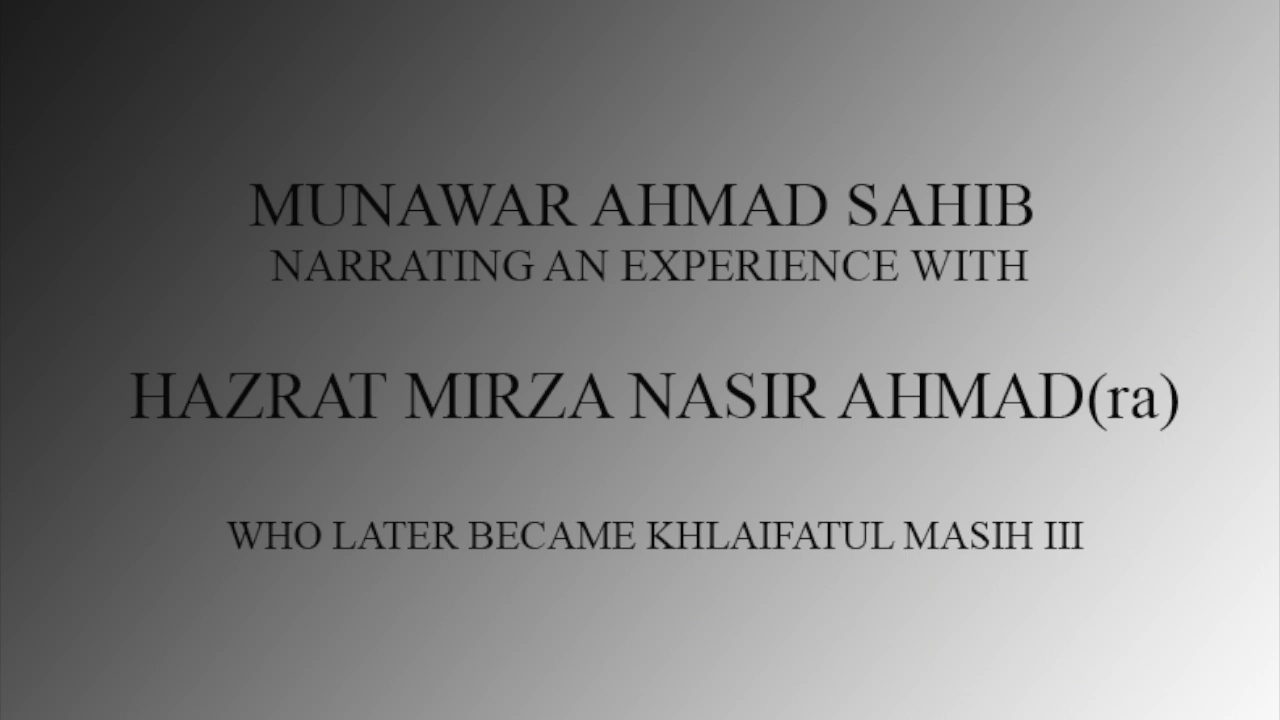 MUNAWAR AHMAD SAHIB
NARRATING AN EXPERIENCE WITH
HAZRAT MIRZA NASIR AHMAD(ra)
WHO LATER BECAME KHLAIFATUL MASIH III